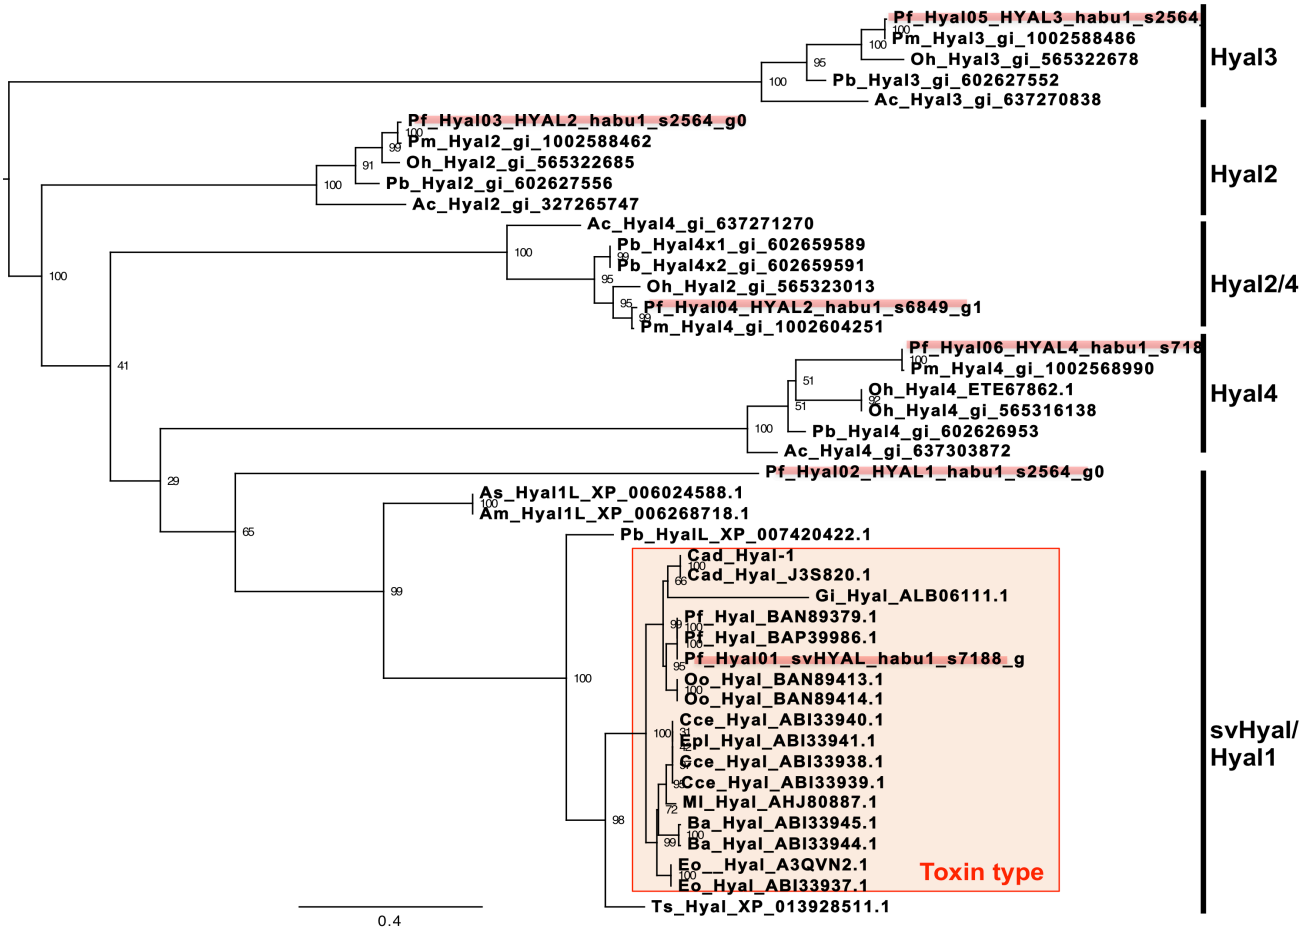 Pf_Hyal05_HYAL3_habu1_s2564
100
Pm_Hyal3_gi_1002588486
100
Hyal3
Oh_Hyal3_gi_565322678
95
Pb_Hyal3_gi_602627552
100
Ac_Hyal3_gi_637270838
Pf_Hyal03_HYAL2_habu1_s2564_g0
100
Pm_Hyal2_gi_1002588462
99
Oh_Hyal2_gi_565322685
91
Hyal2
Pb_Hyal2_gi_602627556
100
Ac_Hyal2_gi_327265747
Ac_Hyal4_gi_637271270
Pb_Hyal4x1_gi_602659589
100
99
Pb_Hyal4x2_gi_602659591
100
95
Hyal2/4
Oh_Hyal2_gi_565323013
95
Pf_Hyal04_HYAL2_habu1_s6849_g1
99
Pm_Hyal4_gi_1002604251
Pf_Hyal06_HYAL4_habu1_s718
100
Pm_Hyal4_gi_1002568990
41
51
Oh_Hyal4_ETE67862.1
Hyal4
92
51
Oh_Hyal4_gi_565316138
100
Pb_Hyal4_gi_602626953
Ac_Hyal4_gi_637303872
Pf_Hyal02_HYAL1_habu1_s2564_g0
29
As_Hyal1L_XP_006024588.1
100
Am_Hyal1L_XP_006268718.1
65
Pb_HyalL_XP_007420422.1
Cad_Hyal-1
100
Cad_Hyal_J3S820.1
66
99
Gi_Hyal_ALB06111.1
Pf_Hyal_BAN89379.1
99
100
Pf_Hyal_BAP39986.1
100
Pf_Hyal01_svHYAL_habu1_s7188_g
95
100
Oo_Hyal_BAN89413.1
100
Oo_Hyal_BAN89414.1
Cce_Hyal_ABI33940.1
100
31
svHyal/
Epl_Hyal_ABI33941.1
42
Hyal1
Cce_Hyal_ABI33938.1
Cce_Hyal_ABI33939.1
95
Ml_Hyal_AHJ80887.1
72
98
Ba_Hyal_ABI33945.1
100
99
Ba_Hyal_ABI33944.1
Eo__Hyal_A3QVN2.1
100
Toxin type
Eo_Hyal_ABI33937.1
Ts_Hyal_XP_013928511.1
0.4